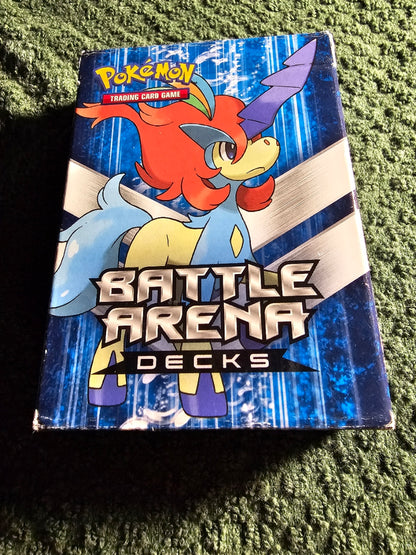 POKéMON
TRADING CARD GAME
BATTLE
ARENA
DECKS